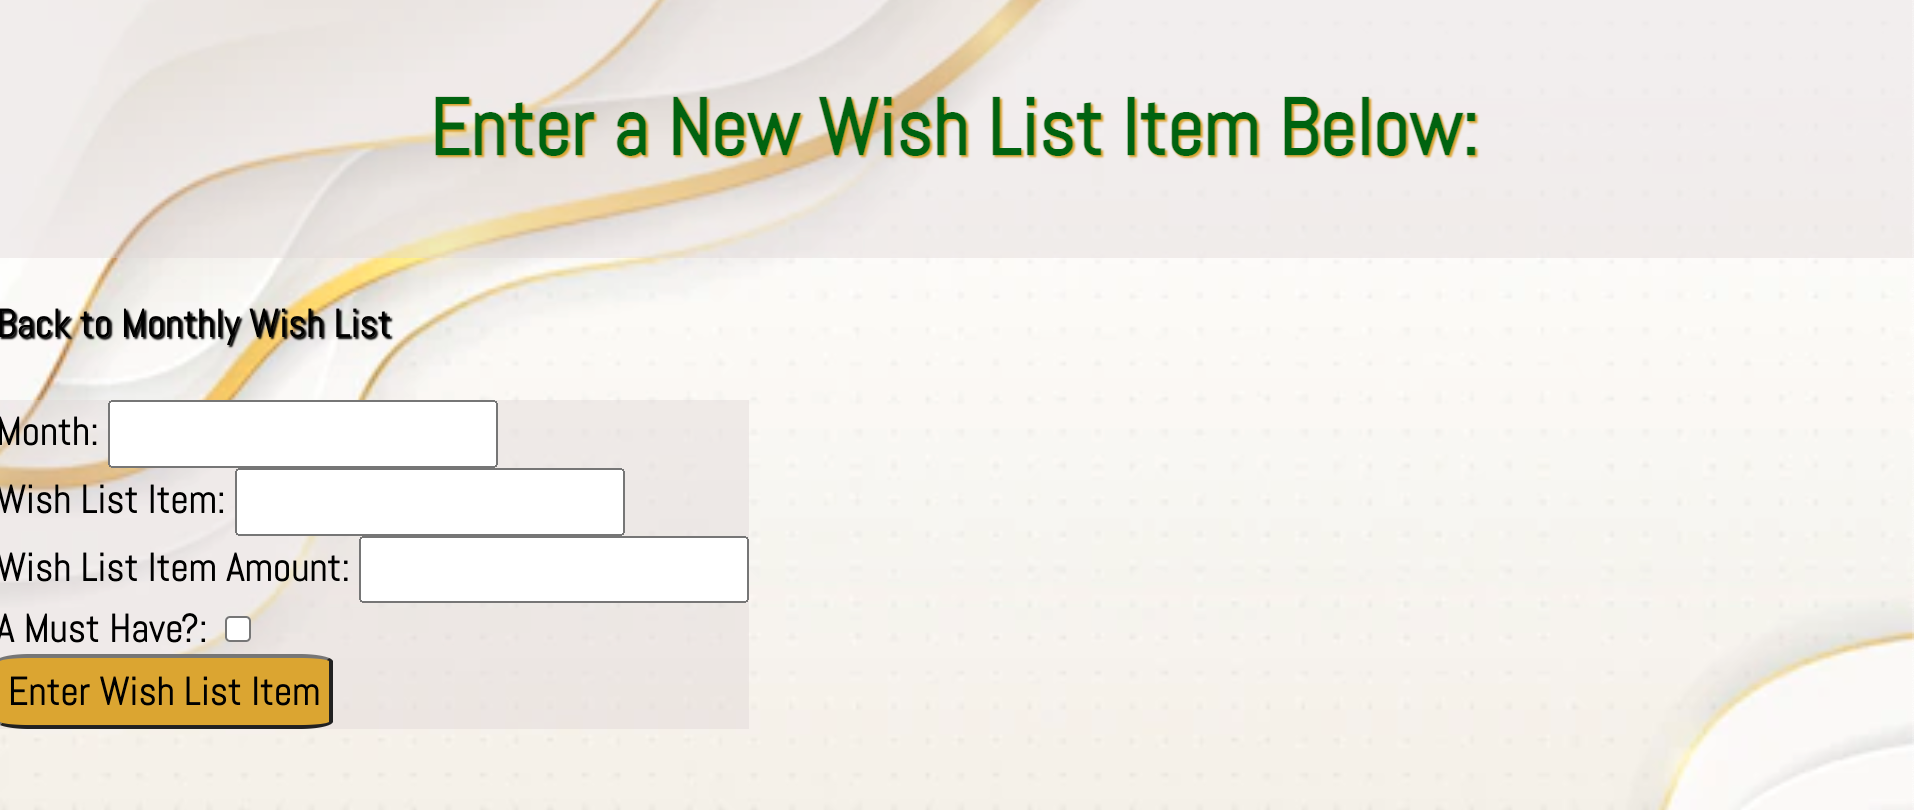 Enter a New Wish List Item Below:
Back to Monthly Wish List
Month:
Wish List Item:
Wish List Item Amount:
A Must Have?:
Enter Wish List Item